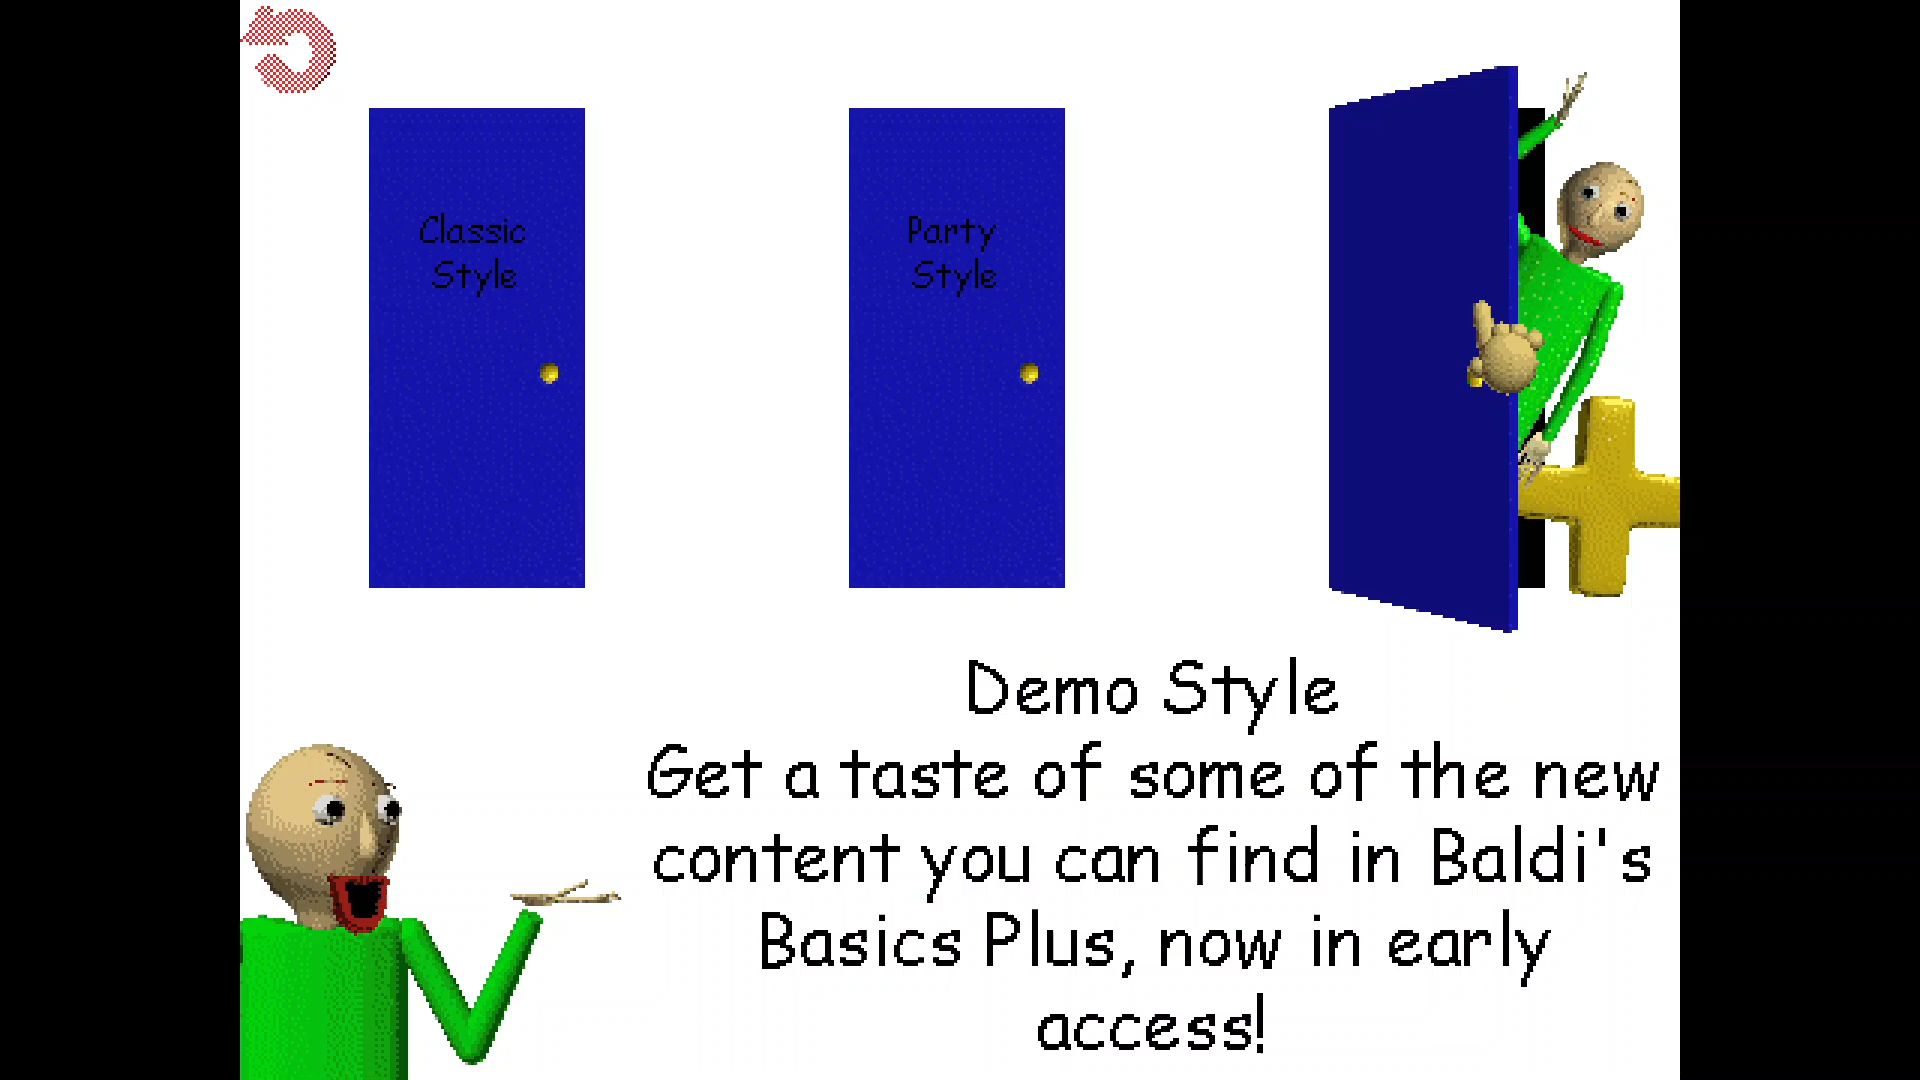 Classic
Style
Party
Style
Demo Style
Get a taste of some of the new
content you can find in Baldi's
Basics Plus, now in early
access!